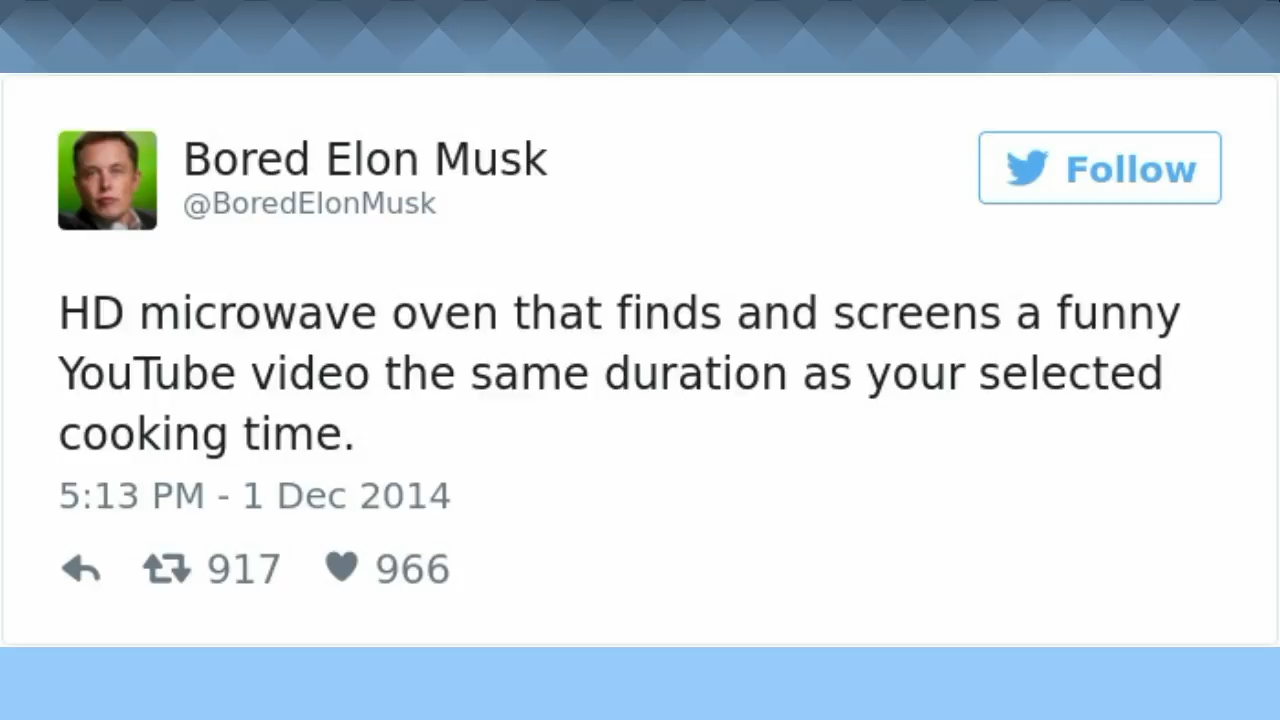 Bored Elon Musk
@BoredElonMusk
Follow
HD microwave oven that finds and screens a funny
YouTube video the same duration as your selected
cooking time.
5:13 PM - 1 Dec 2014
917 966